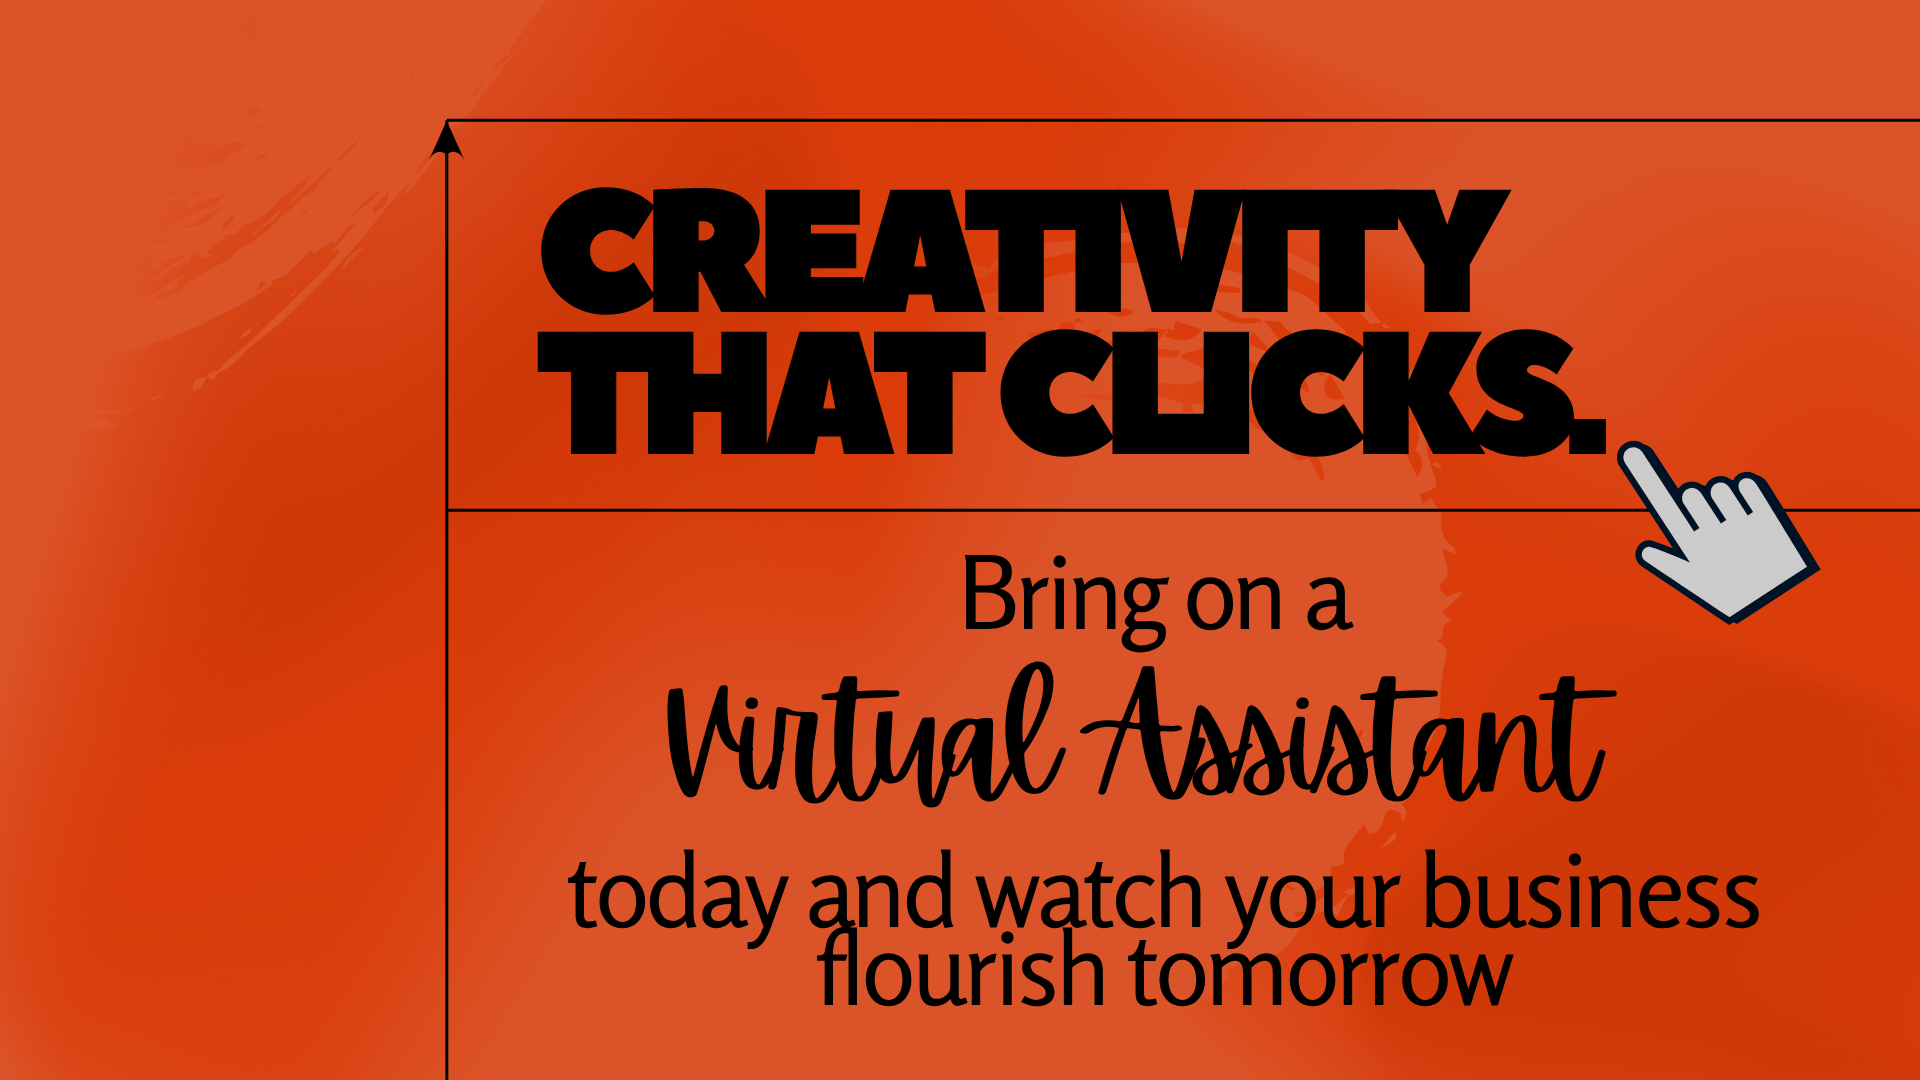 CREATIVITY
THAT CLICKS.
Bring on a
Virtual Assistant
today and watch your business
flourish tomorrow